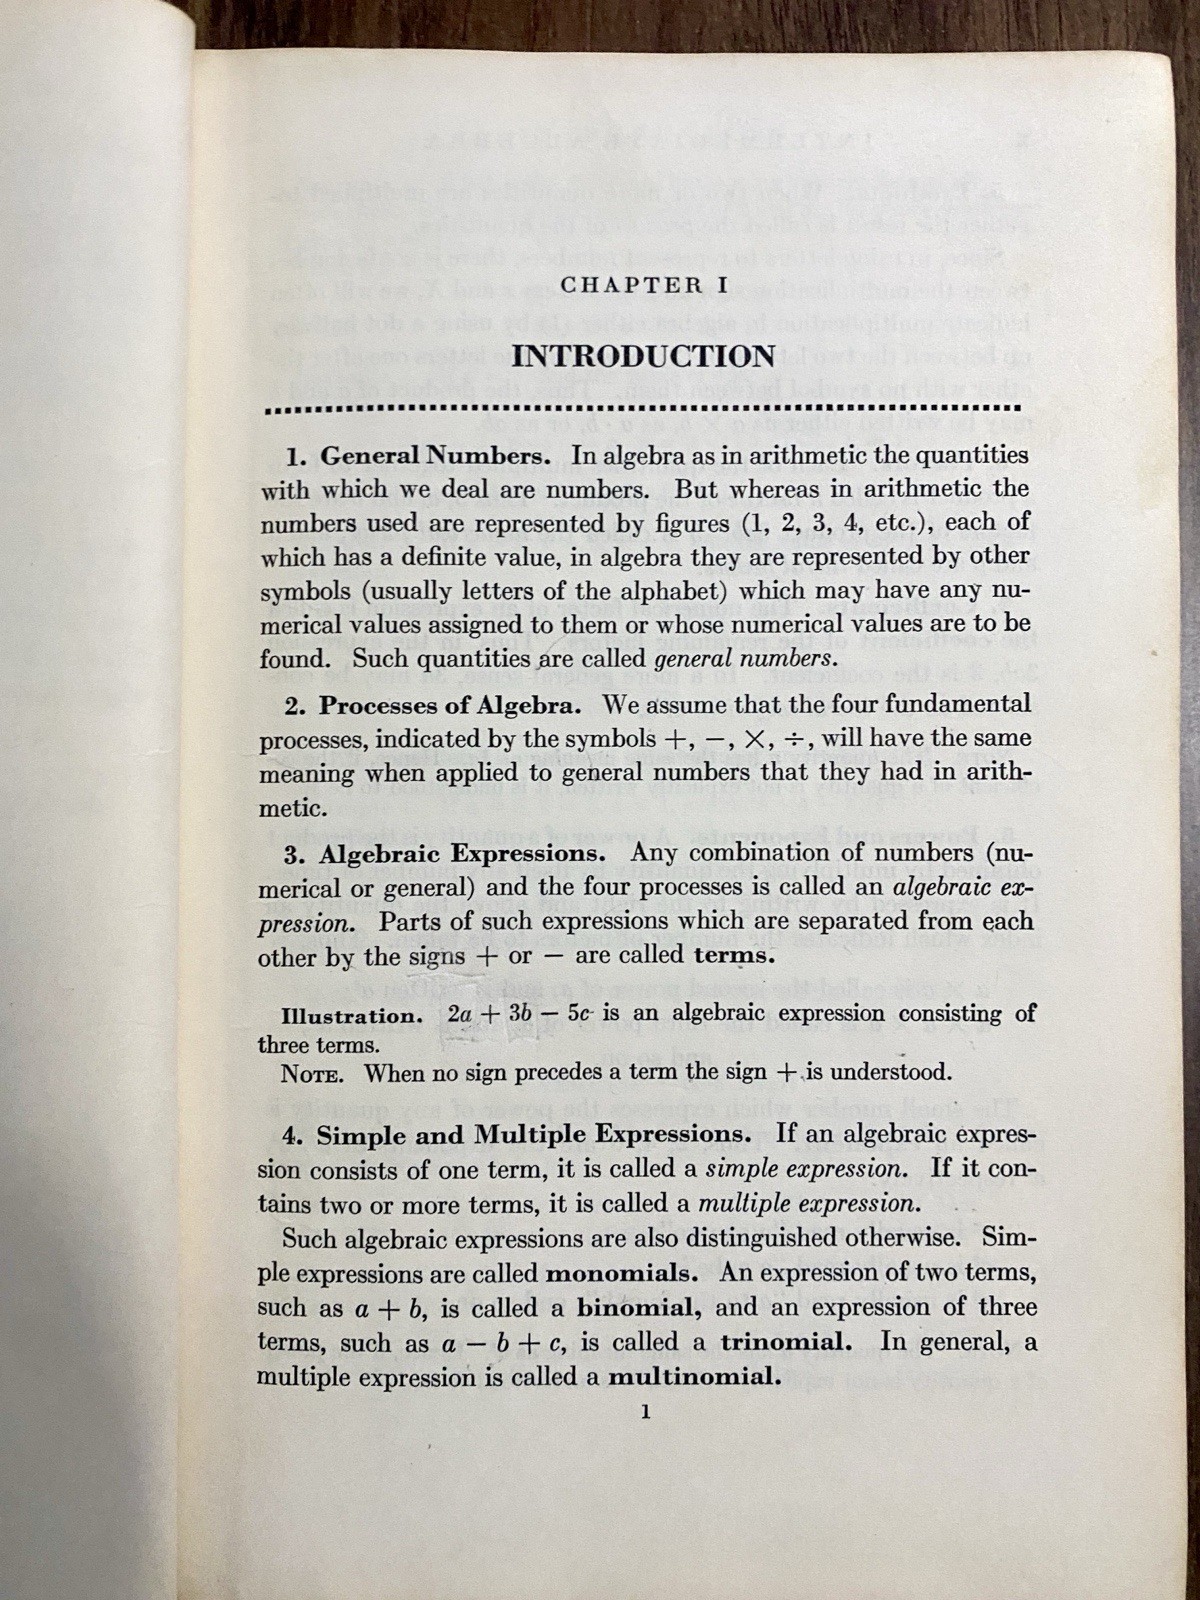 CHAPTER I
INTRODUCTION
1. General Numbers. In algebra as in arithmetic the quantities
with which we deal are numbers. But whereas in arithmetic the
numbers used are represented by figures (1, 2, 3, 4, etc.), each of
which has a definite value, in algebra they are represented by other
symbols (usually letters of the alphabet) which may have any nu-
merical values assigned to them or whose numerical values are to be
found. Such quantities are called general numbers.
2. Processes of Algebra. We assume that the four fundamental
processes, indicated by the symbols +, −, ×, ÷, will have the same
meaning when applied to general numbers that they had in arith-
metic.
3. Algebraic Expressions. Any combination of numbers (nu-
merical or general) and the four processes is called an algebraic ex-
pression. Parts of such expressions which are separated from each
other by the signs + or − are called terms.
Illustration. 2a + 3b − 5c is an algebraic expression consisting of
three terms.
NOTE. When no sign precedes a term the sign + is understood.
4. Simple and Multiple Expressions. If an algebraic expres-
sion consists of one term, it is called a simple expression. If it con-
tains two or more terms, it is called a multiple expression.
Such algebraic expressions are also distinguished otherwise. Sim-
ple expressions are called monomials. An expression of two terms,
such as a + b, is called a binomial, and an expression of three
terms, such as a − b + c, is called a trinomial. In general, a
multiple expression is called a multinomial.
1